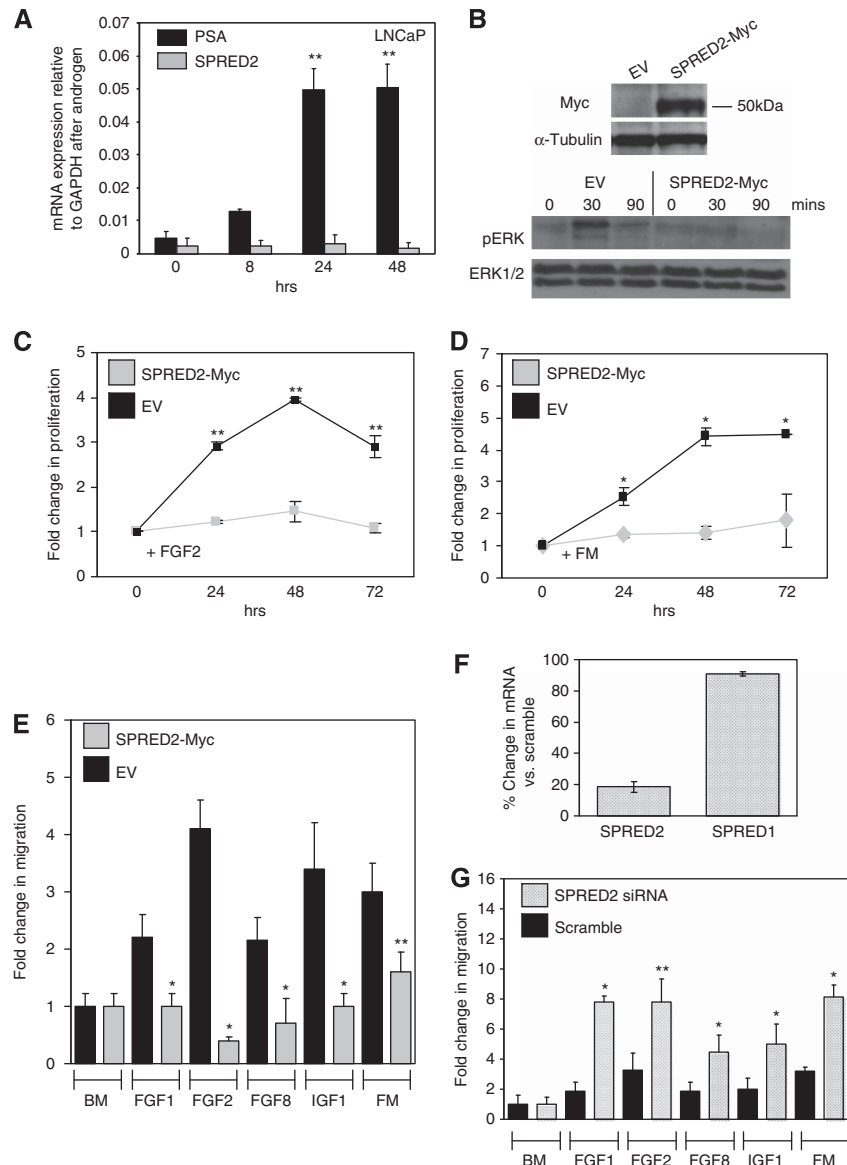 A
mRNA expression relative
to GAPDH after androgen
0.07
0.06
0.05
0.04
0.03
0.02
0.01
0
PSA
SPRED2
LNCaP
**
**
0
8
24
48
hrs
B
EV
SPRED2-Myc
Myc
50kDa
α-Tubulin
EV
SPRED2-Myc
0
30
90
0
30
90
mins
pERK
ERK1/2
C
Fold change in proliferation
5
4
3
2
1
0
SPRED2-Myc
EV
**
**
**
+ FGF2
0
24
48
72
hrs
D
Fold change in proliferation
7
6
5
4
3
2
1
0
SPRED2-Myc
EV
*
*
*
+ FM
0
24
48
72
hrs
E
Fold change in migration
6
5
4
3
2
1
0
SPRED2-Myc
EV
*
*
*
*
**
BM
FGF1
FGF2
FGF8
IGF1
FM
F
% Change in mRNA
vs. scramble
100
80
60
40
20
0
SPRED2
SPRED1
G
Fold change in migration
16
14
12
10
8
6
4
2
0
SPRED2 siRNA
Scramble
*
**
*
*
*
BM
FGF1
FGF2
FGF8
IGF1
FM